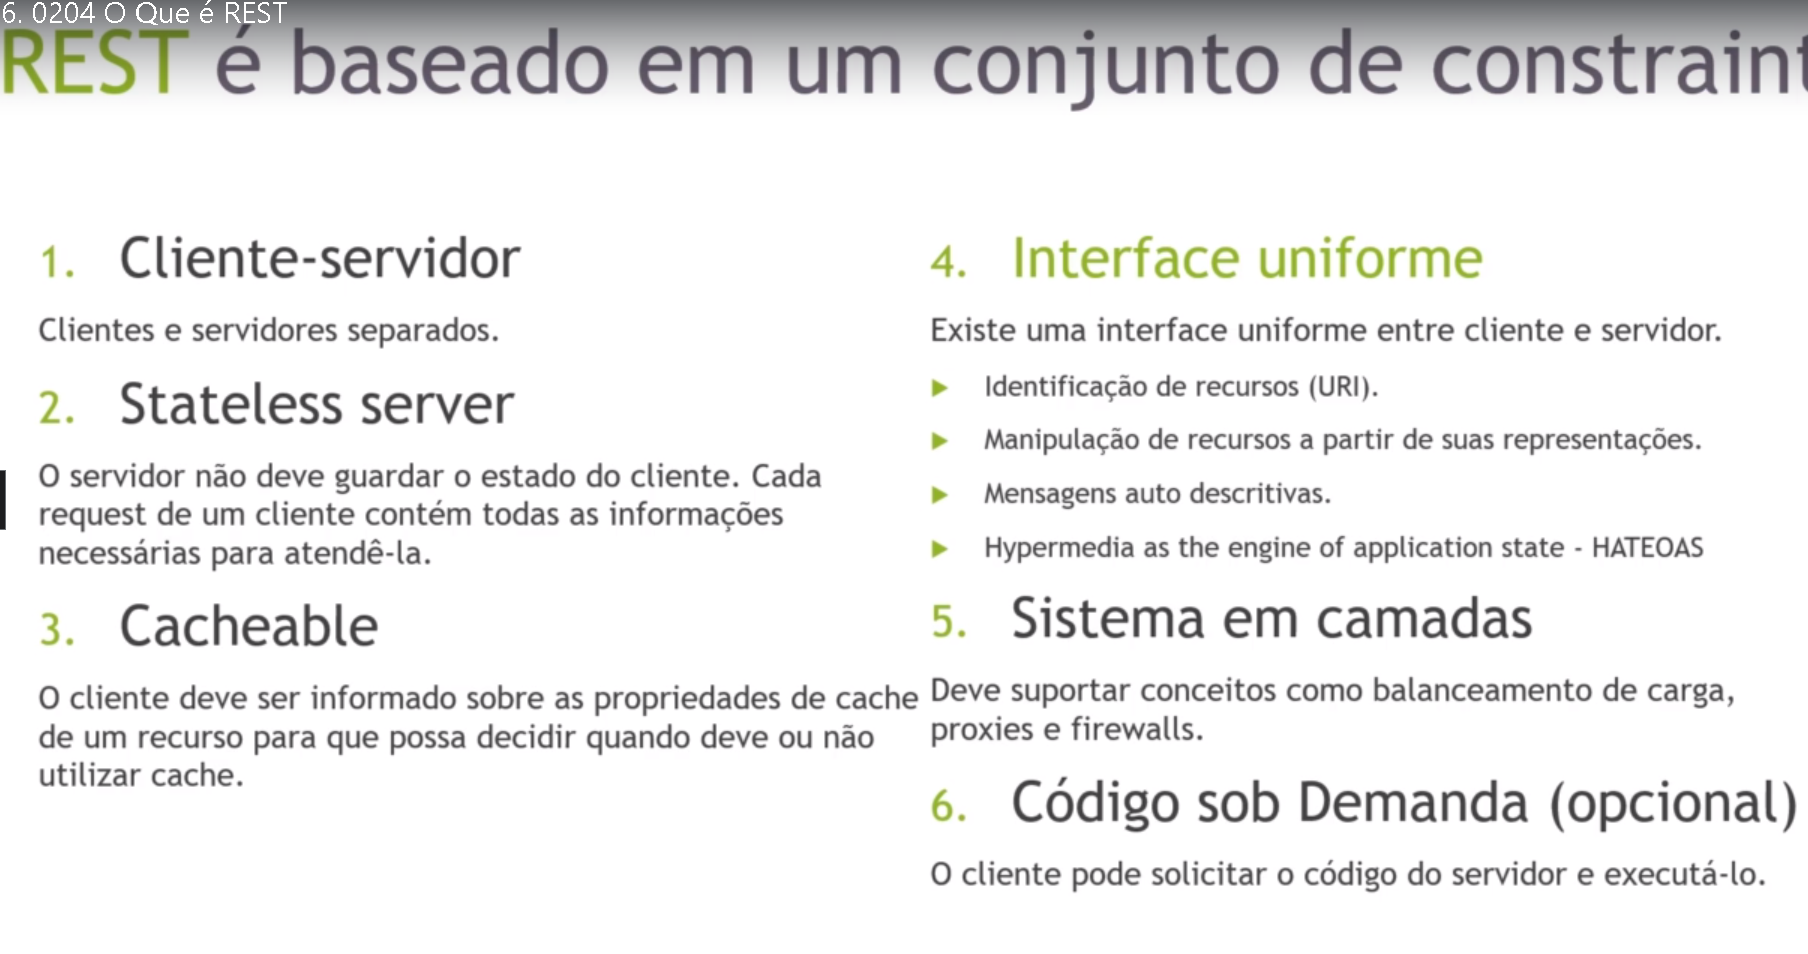 6. 0204 O Que é REST
REST é baseado em um conjunto de constraint
1. Cliente-servidor
Clientes e servidores separados.
2. Stateless server
O servidor não deve guardar o estado do cliente. Cada
request de um cliente contém todas as informações
necessárias para atendê-la.
3. Cacheable
O cliente deve ser informado sobre as propriedades de cache
de um recurso para que possa decidir quando deve ou não
utilizar cache.
4. Interface uniforme
Existe uma interface uniforme entre cliente e servidor.
Identificação de recursos (URI).
Manipulação de recursos a partir de suas representações.
Mensagens auto descritivas.
Hypermedia as the engine of application state - HATEOAS
5. Sistema em camadas
Deve suportar conceitos como balanceamento de carga,
proxies e firewalls.
6. Código sob Demanda (opcional)
O cliente pode solicitar o código do servidor e executá-lo.